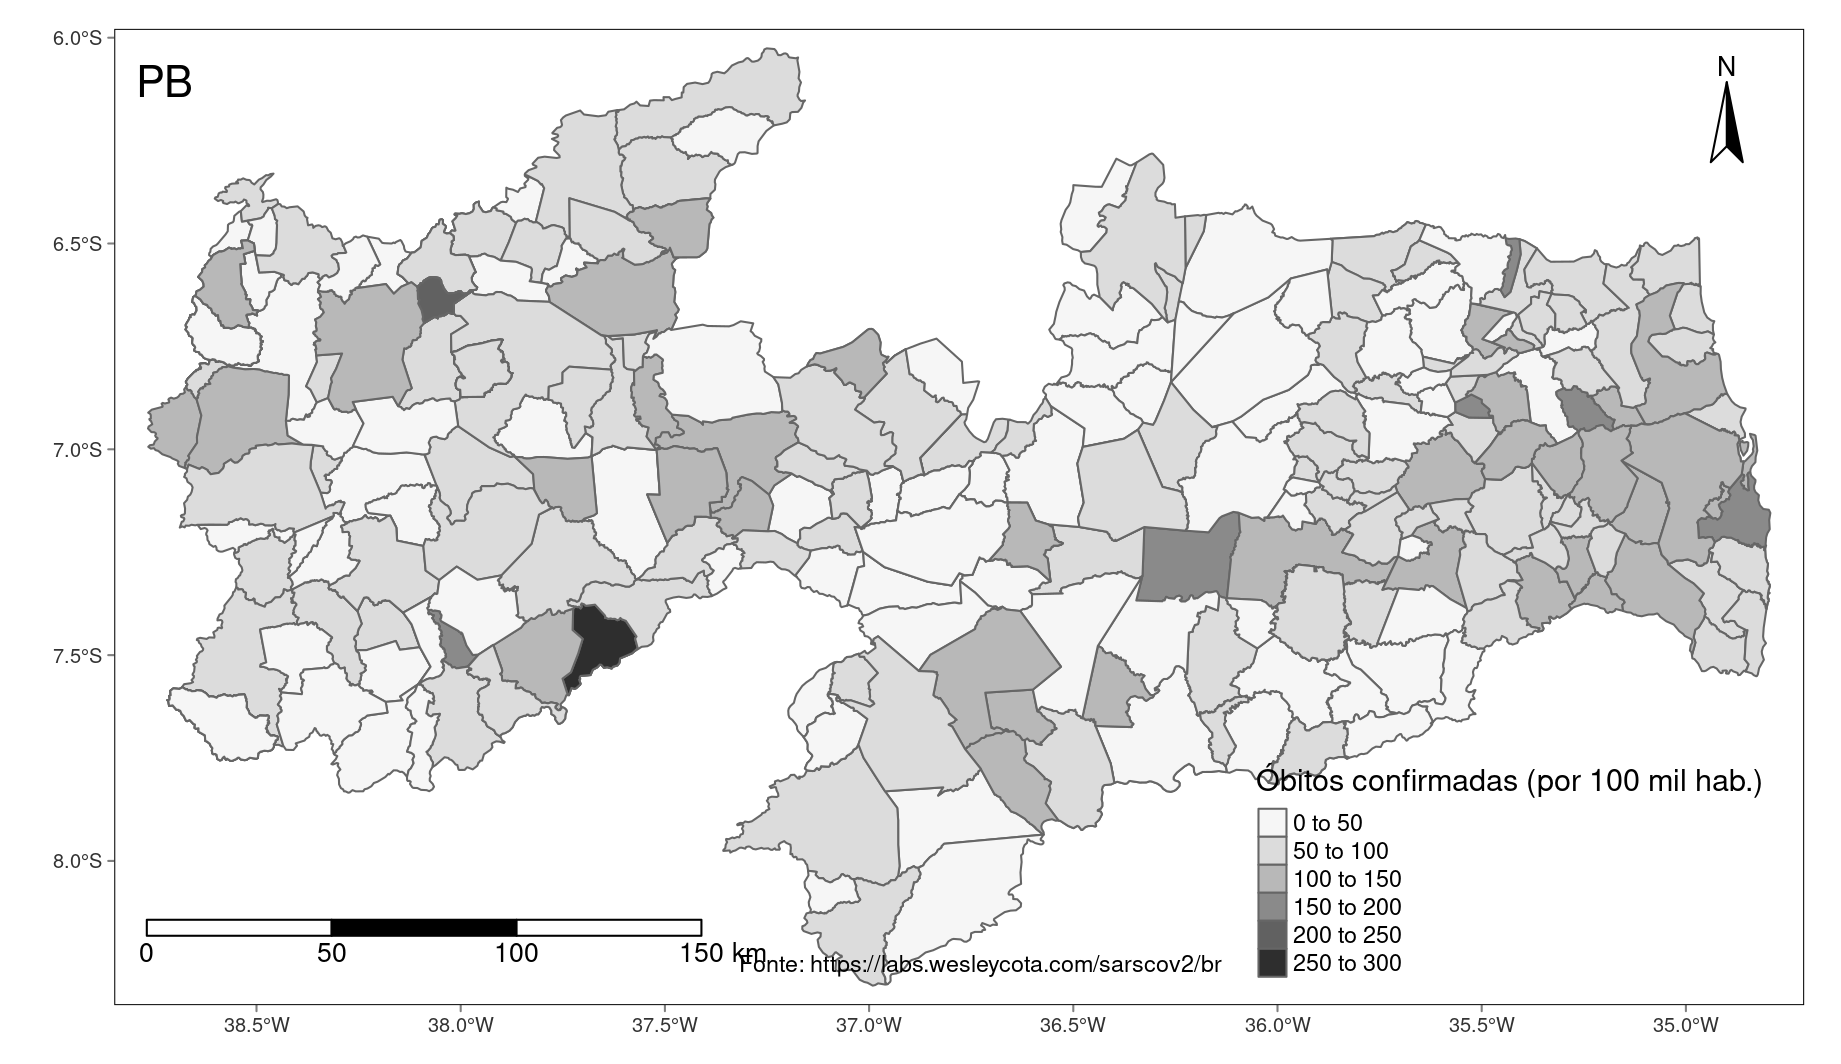 6.0°S
PB
N
6.5°S
7.0°S
7.5°S
8.0°S
Óbitos confirmadas (por 100 mil hab.)
0 to 50
50 to 100
100 to 150
150 to 200
200 to 250
250 to 300
0 50 100 150 km
Fonte: https://labs.wesleycota.com/sarscov2/br
38.5°W 38.0°W 37.5°W 37.0°W 36.5°W 36.0°W 35.5°W 35.0°W